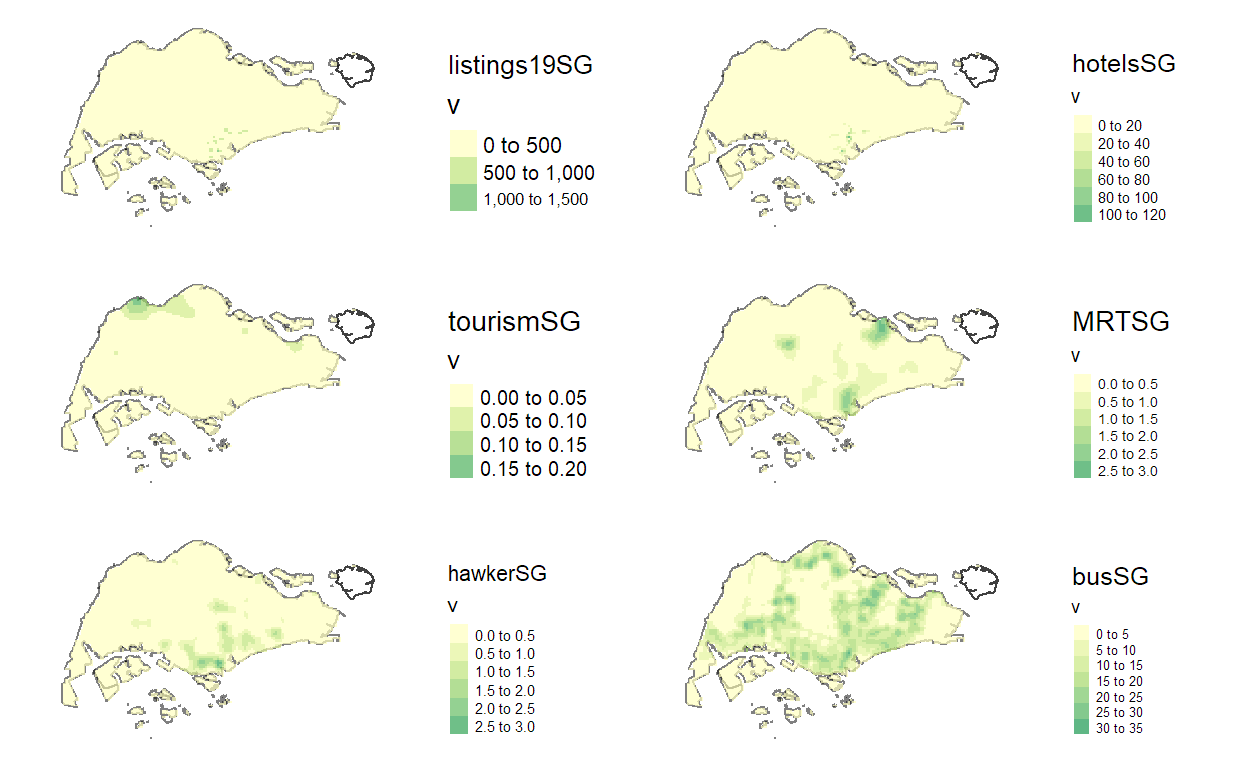 listings19SG
v
0 to 500
500 to 1,000
1,000 to 1,500
hotelsSG
v
0 to 20
20 to 40
40 to 60
60 to 80
80 to 100
100 to 120
tourismSG
v
0.00 to 0.05
0.05 to 0.10
0.10 to 0.15
0.15 to 0.20
MRTSG
v
0.0 to 0.5
0.5 to 1.0
1.0 to 1.5
1.5 to 2.0
2.0 to 2.5
2.5 to 3.0
hawkerSG
v
0.0 to 0.5
0.5 to 1.0
1.0 to 1.5
1.5 to 2.0
2.0 to 2.5
2.5 to 3.0
busSG
v
0 to 5
5 to 10
10 to 15
15 to 20
20 to 25
25 to 30
30 to 35